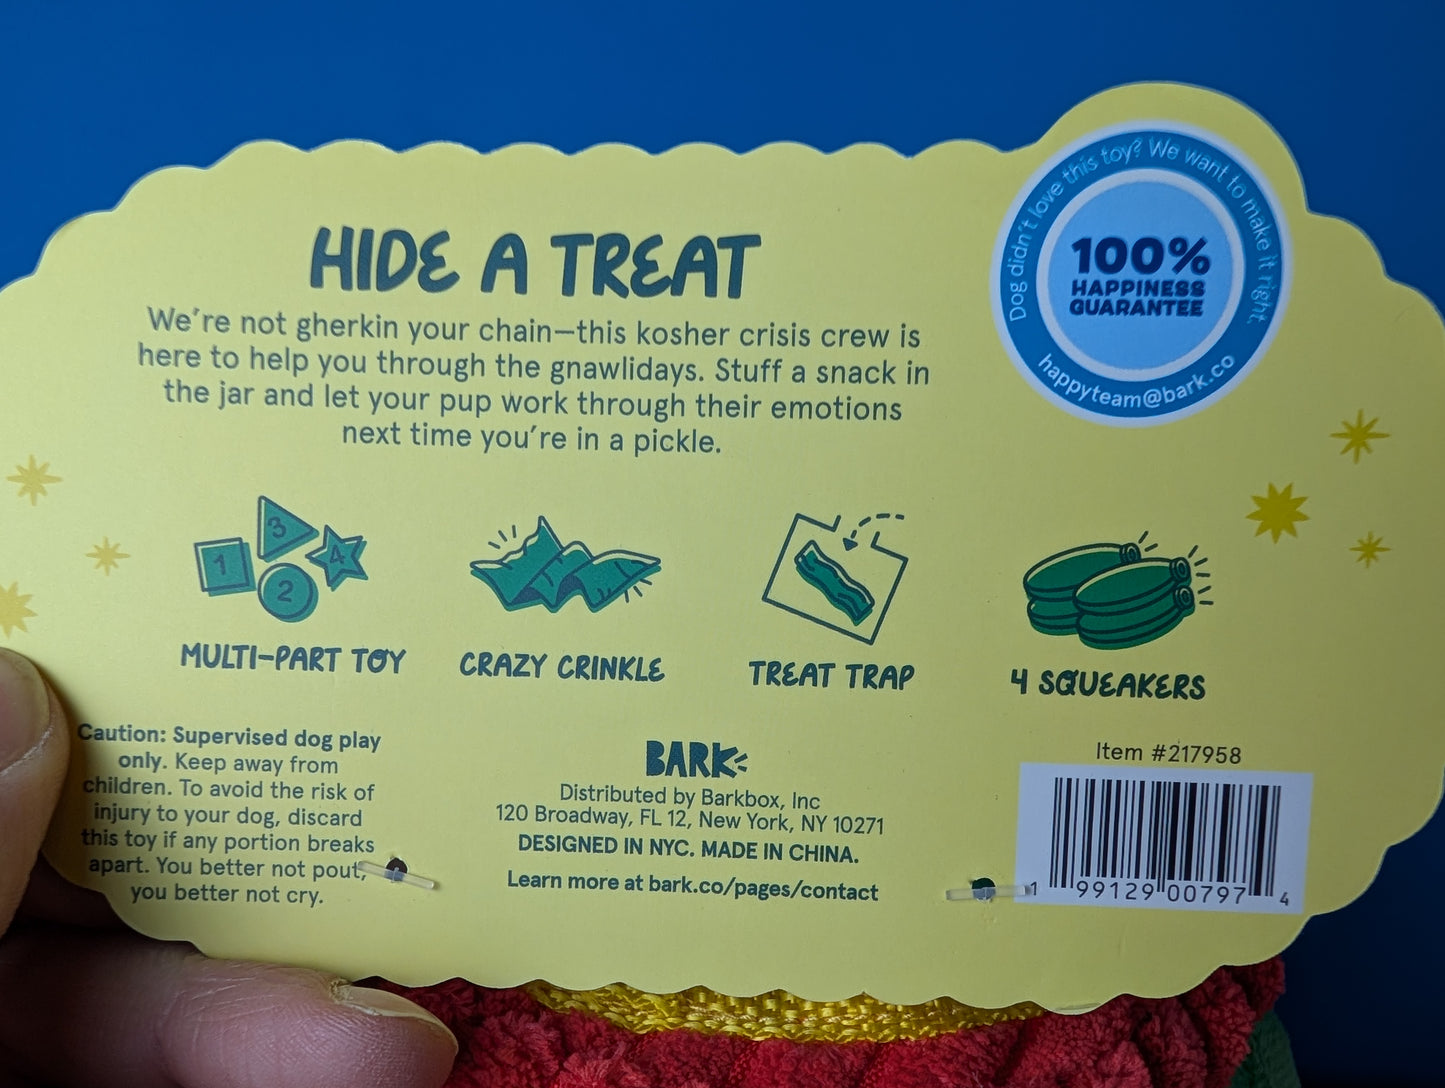 Dog didn't love this toy? We want to make it right.
100%
HAPPINESS
GUARANTEE
happyteam@bark.co
HIDE A TREAT
We're not gherkin your chain—this kosher crisis crew is
here to help you through the gnawlidays. Stuff a snack in
the jar and let your pup work through their emotions
next time you're in a pickle.
1
2
3
4
MULTI-PART TOY
CRAZY CRINKLE
TREAT TRAP
4 SQUEAKERS
Caution: Supervised dog play
only. Keep away from
children. To avoid the risk of
injury to your dog, discard
this toy if any portion breaks
apart. You better not pout,
you better not cry.
BARK
Distributed by Barkbox, Inc
120 Broadway, FL 12, New York, NY 10271
DESIGNED IN NYC. MADE IN CHINA.
Learn more at bark.co/pages/contact
Item #217958
1 99129 00797 4